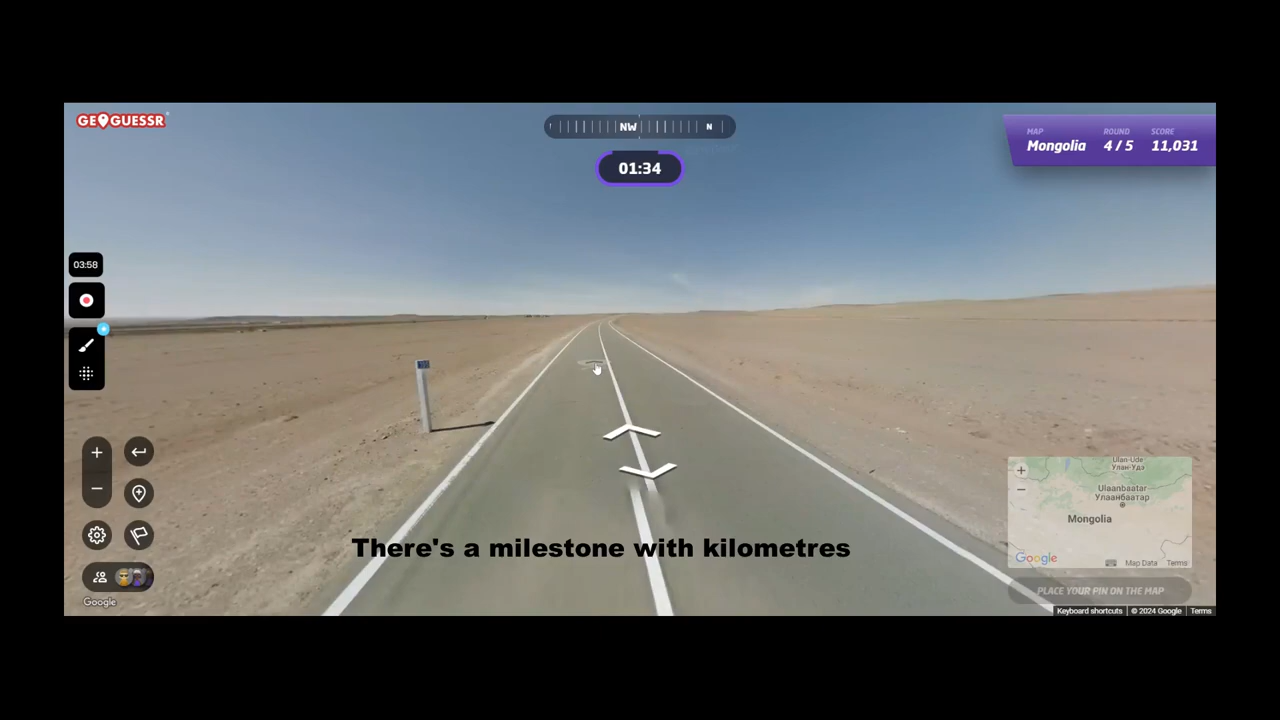 GEOGUESSR
NW
N
01:34
MAP
ROUND
SCORE
Mongolia
4 / 5
11,031
03:58
There's a milestone with kilometres
Ulan-Ude
Улан-Удэ
Ulaanbaatar
Улаанбаатар
Mongolia
Google
Map Data
Terms
PLACE YOUR PIN ON THE MAP
Google
Keyboard shortcuts
© 2024 Google
Terms